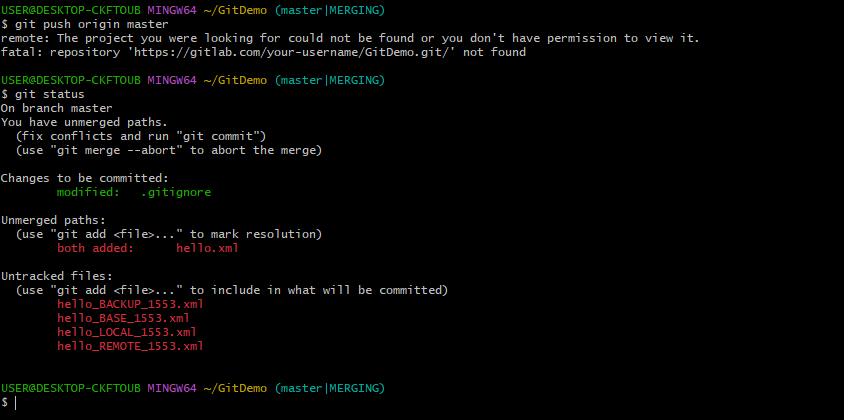 USER@DESKTOP-CKFTOUB MINGW64 ~/GitDemo (master|MERGING)
$ git push origin master
remote: The project you were looking for could not be found or you don't have permission to view it.
fatal: repository 'https://gitlab.com/your-username/GitDemo.git/' not found
USER@DESKTOP-CKFTOUB MINGW64 ~/GitDemo (master|MERGING)
$ git status
On branch master
You have unmerged paths.
  (fix conflicts and run "git commit")
  (use "git merge --abort" to abort the merge)
Changes to be committed:
        modified:   .gitignore
Unmerged paths:
  (use "git add <file>..." to mark resolution)
        both added:      hello.xml
Untracked files:
  (use "git add <file>..." to include in what will be committed)
        hello_BACKUP_1553.xml
        hello_BASE_1553.xml
        hello_LOCAL_1553.xml
        hello_REMOTE_1553.xml
USER@DESKTOP-CKFTOUB MINGW64 ~/GitDemo (master|MERGING)
$